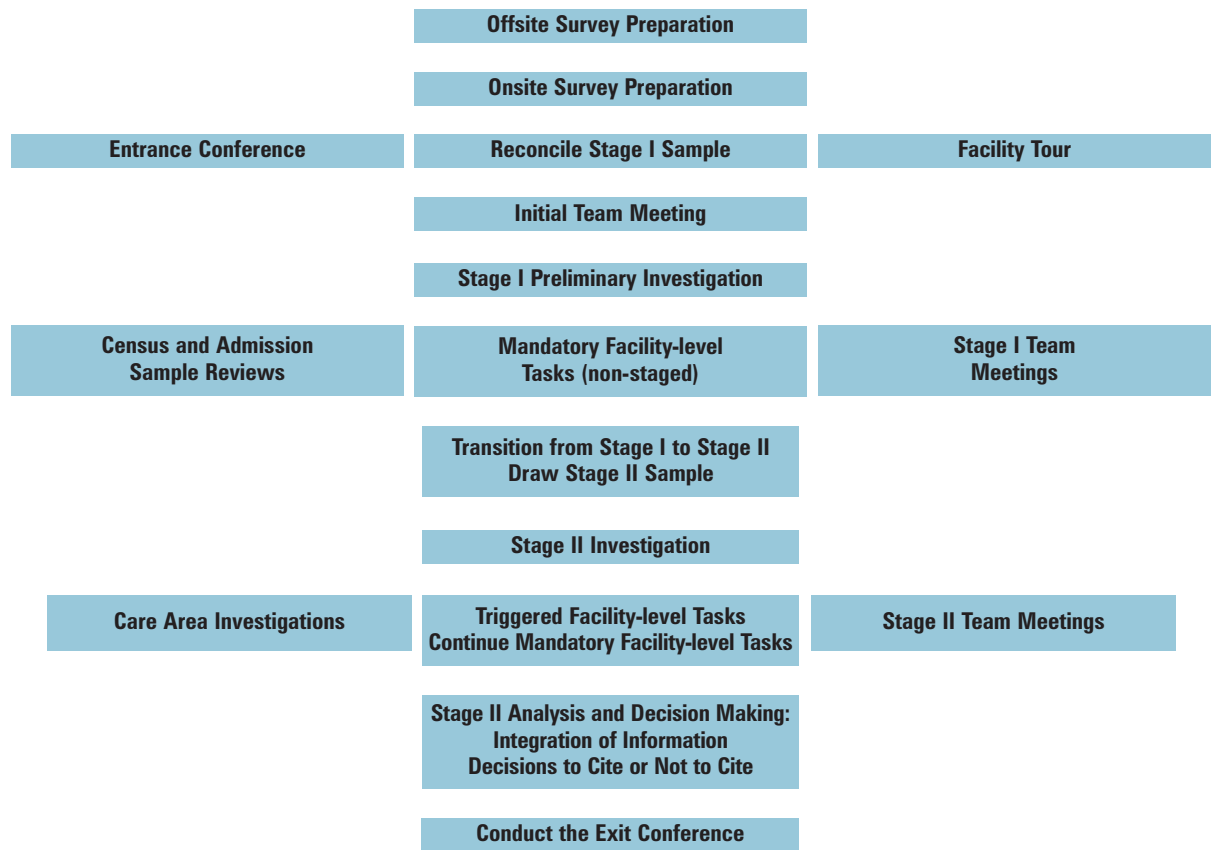 Offsite Survey Preparation
Onsite Survey Preparation
Entrance Conference
Reconcile Stage I Sample
Facility Tour
Initial Team Meeting
Stage I Preliminary Investigation
Census and Admission
Sample Reviews
Mandatory Facility-level
Tasks (non-staged)
Stage I Team
Meetings
Transition from Stage I to Stage II
Draw Stage II Sample
Stage II Investigation
Care Area Investigations
Triggered Facility-level Tasks
Continue Mandatory Facility-level Tasks
Stage II Team Meetings
Stage II Analysis and Decision Making:
Integration of Information
Decisions to Cite or Not to Cite
Conduct the Exit Conference